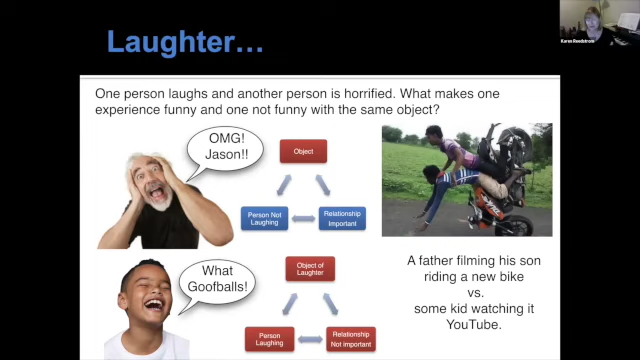 Laughter…
Karen Reedstrom
One person laughs and another person is horrified. What makes one
experience funny and one not funny with the same object?
OMG!
Jason!!
Object
Person Not
Laughing
Relationship
Important
What
Goofballs!
Object of
Laughter
Person
Laughing
Relationship
Not important
A father filming his son
riding a new bike
vs.
some kid watching it
YouTube.